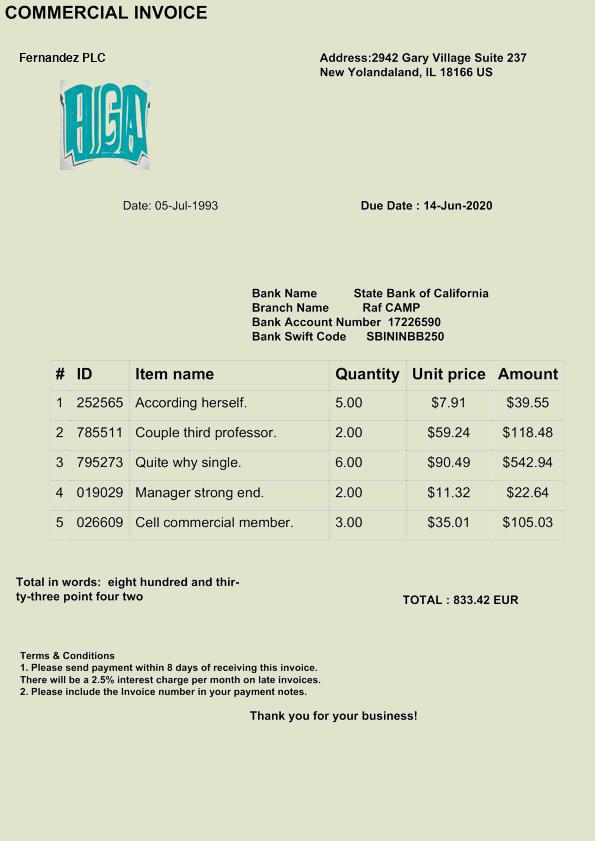 COMMERCIAL INVOICE
Fernandez PLC
Address:2942 Gary Village Suite 237
New Yolandaland, IL 18166 US
Date: 05-Jul-1993
Due Date : 14-Jun-2020
Bank Name State Bank of California
Branch Name Raf CAMP
Bank Account Number 17226590
Bank Swift Code SBININBB250
# ID Item name Quantity Unit price Amount
1 252565 According herself. 5.00 $7.91 $39.55
2 785511 Couple third professor. 2.00 $59.24 $118.48
3 795273 Quite why single. 6.00 $90.49 $542.94
4 019029 Manager strong end. 2.00 $11.32 $22.64
5 026609 Cell commercial member. 3.00 $35.01 $105.03
Total in words: eight hundred and thir-
ty-three point four two
TOTAL : 833.42 EUR
Terms & Conditions
1. Please send payment within 8 days of receiving this invoice.
There will be a 2.5% interest charge per month on late invoices.
2. Please include the Invoice number in your payment notes.
Thank you for your business!